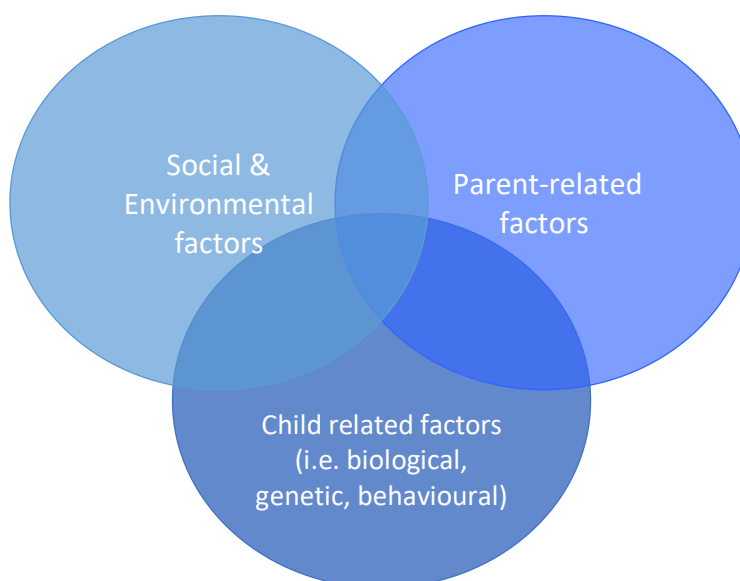 Social &
Environmental
factors
Parent-related
factors
Child related factors
(i.e. biological,
genetic, behavioural)